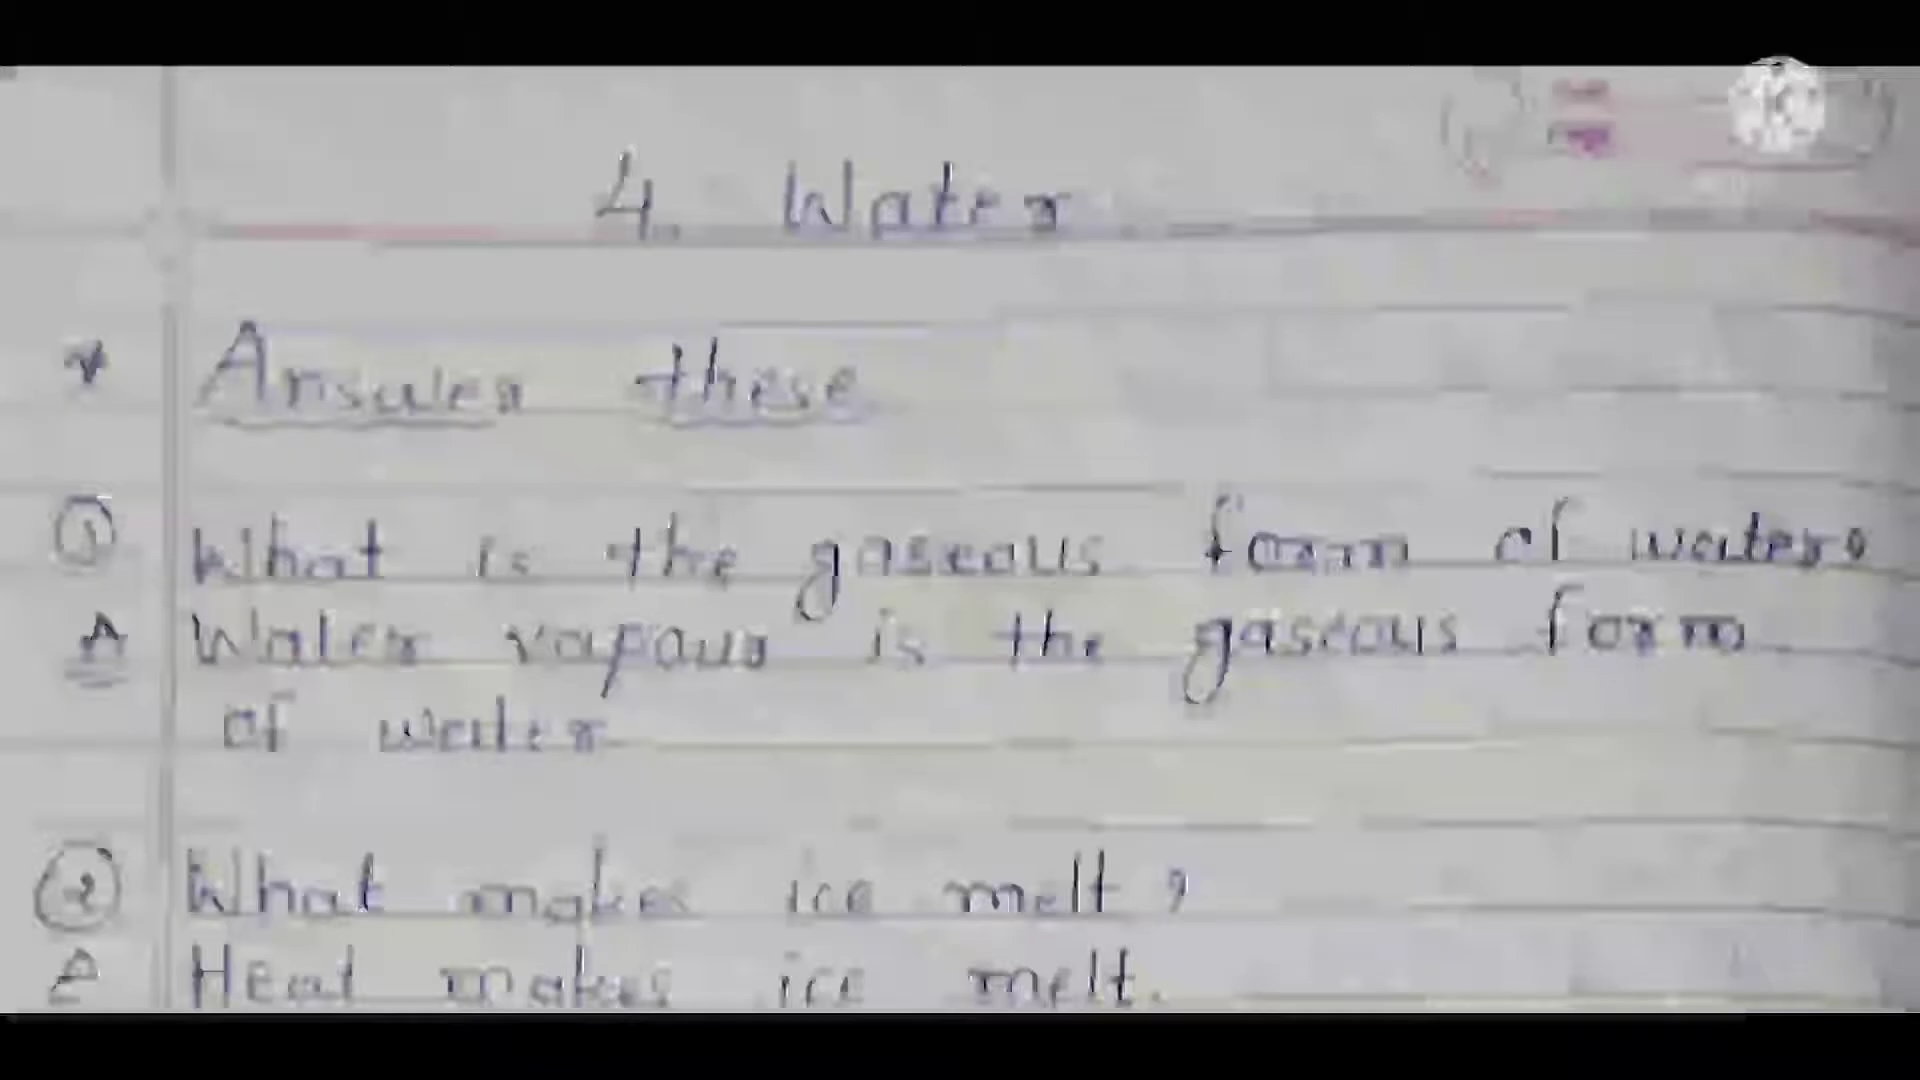 4. Water
* Answer these
① What is the gaseous form of water?
A Water vapour is the gaseous form
of water
② What makes ice melt?
A Heat makes ice melt.